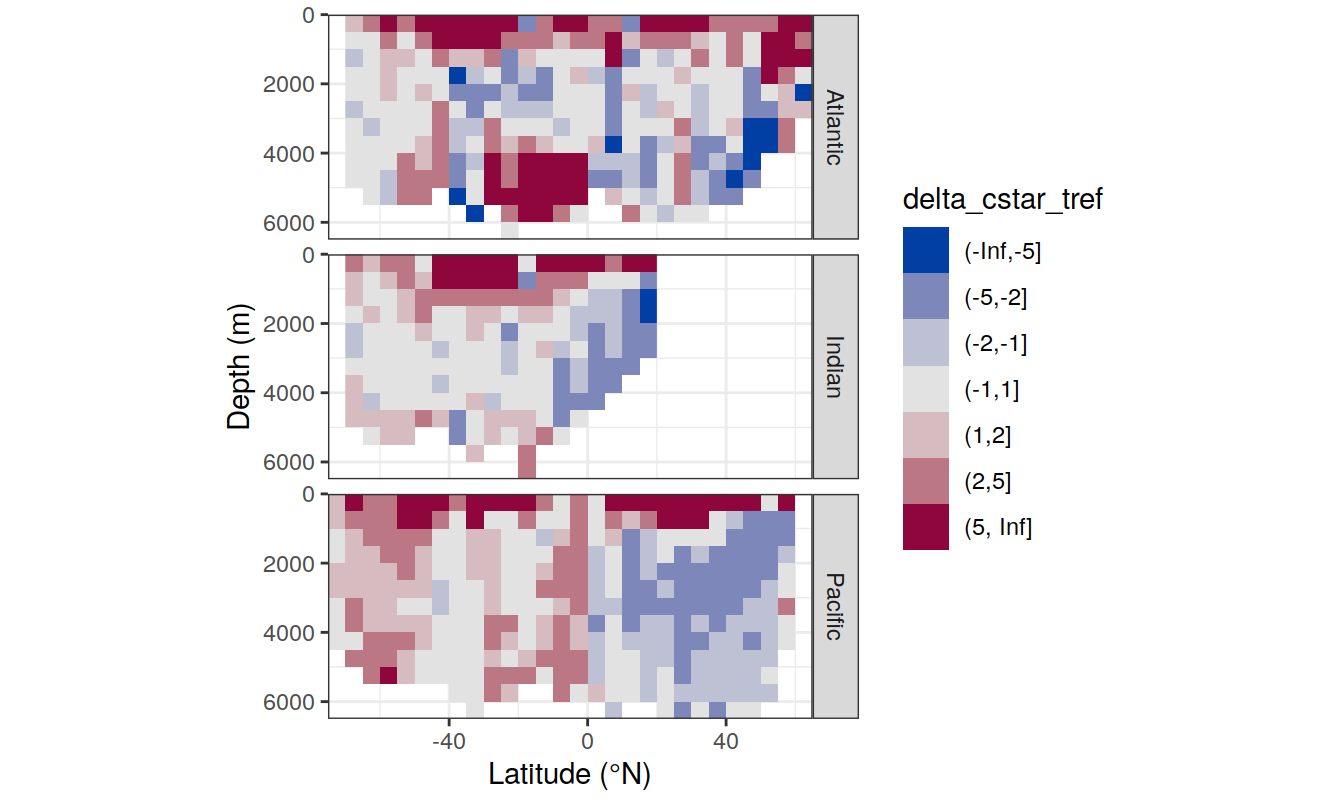 0
2000
4000
6000
Atlantic
0
2000
4000
6000
Indian
0
2000
4000
6000
Pacific
Depth (m)
-40 0 40
Latitude (°N)
delta_cstar_tref
(-Inf,-5]
(-5,-2]
(-2,-1]
(-1,1]
(1,2]
(2,5]
(5, Inf]